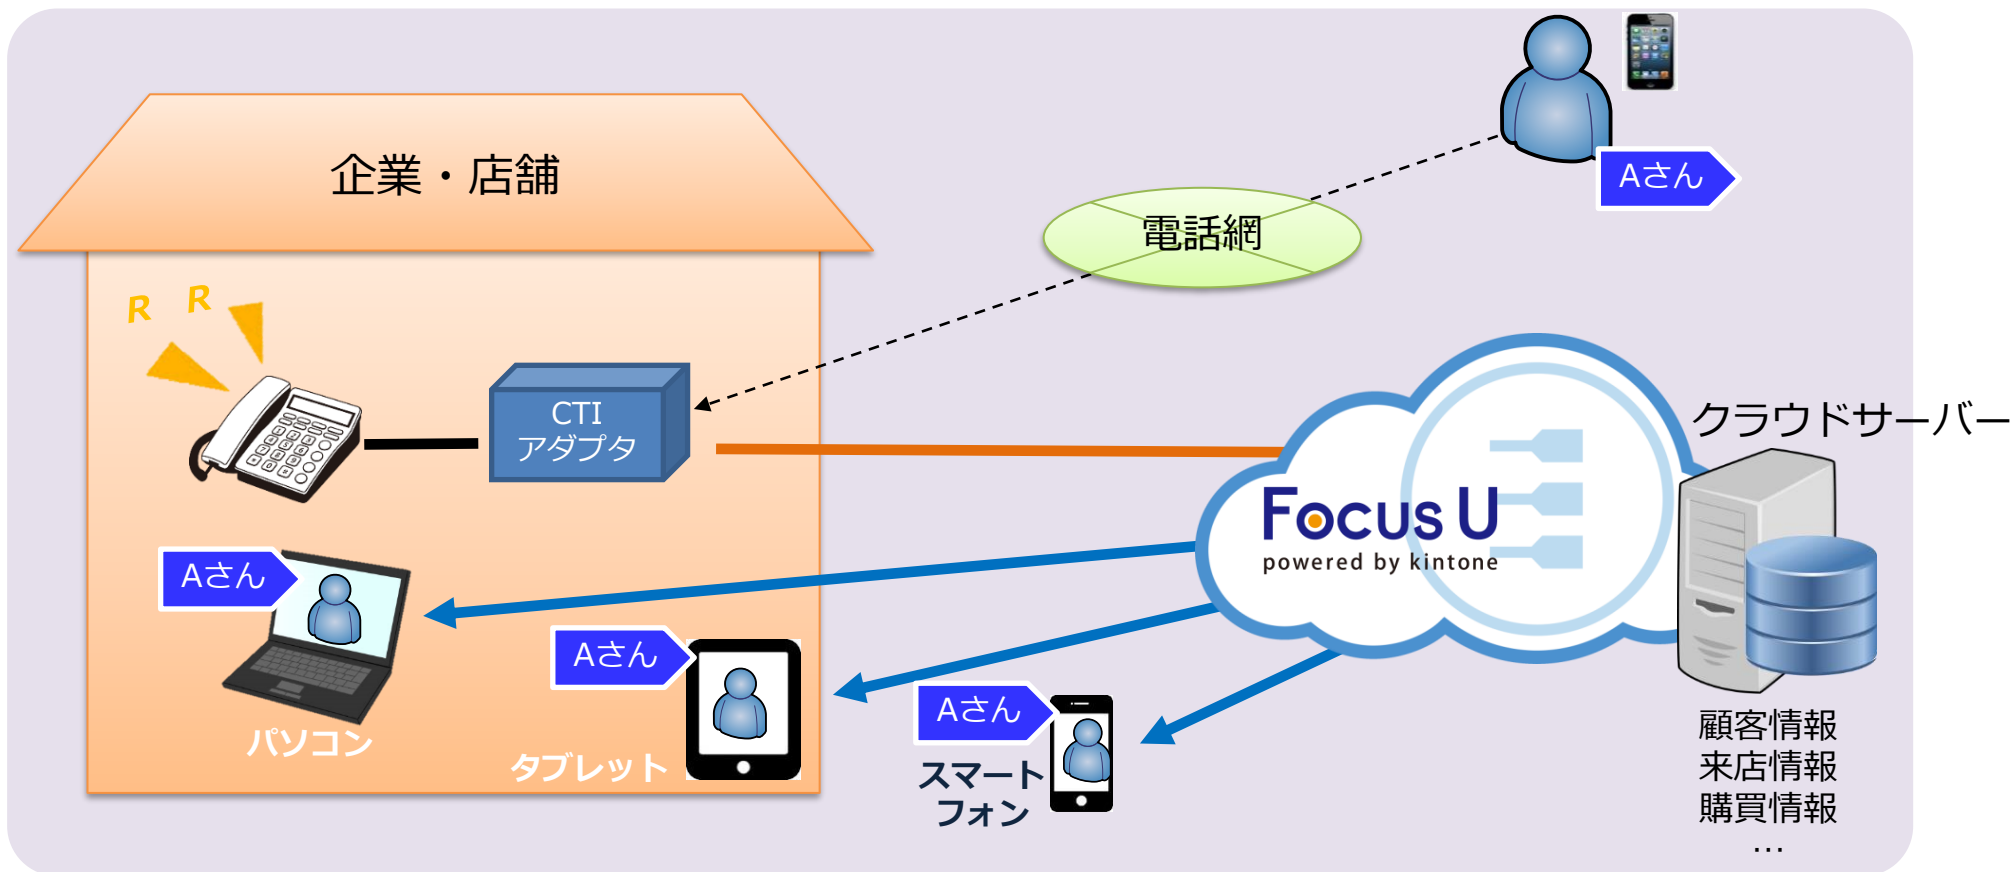 企業・店舗
Aさん
電話網
R R
CTI
アダプタ
クラウドサーバー
Focus U
powered by kintone
Aさん
パソコン
Aさん
タブレット
Aさん
スマート
フォン
顧客情報
来店情報
購買情報
…